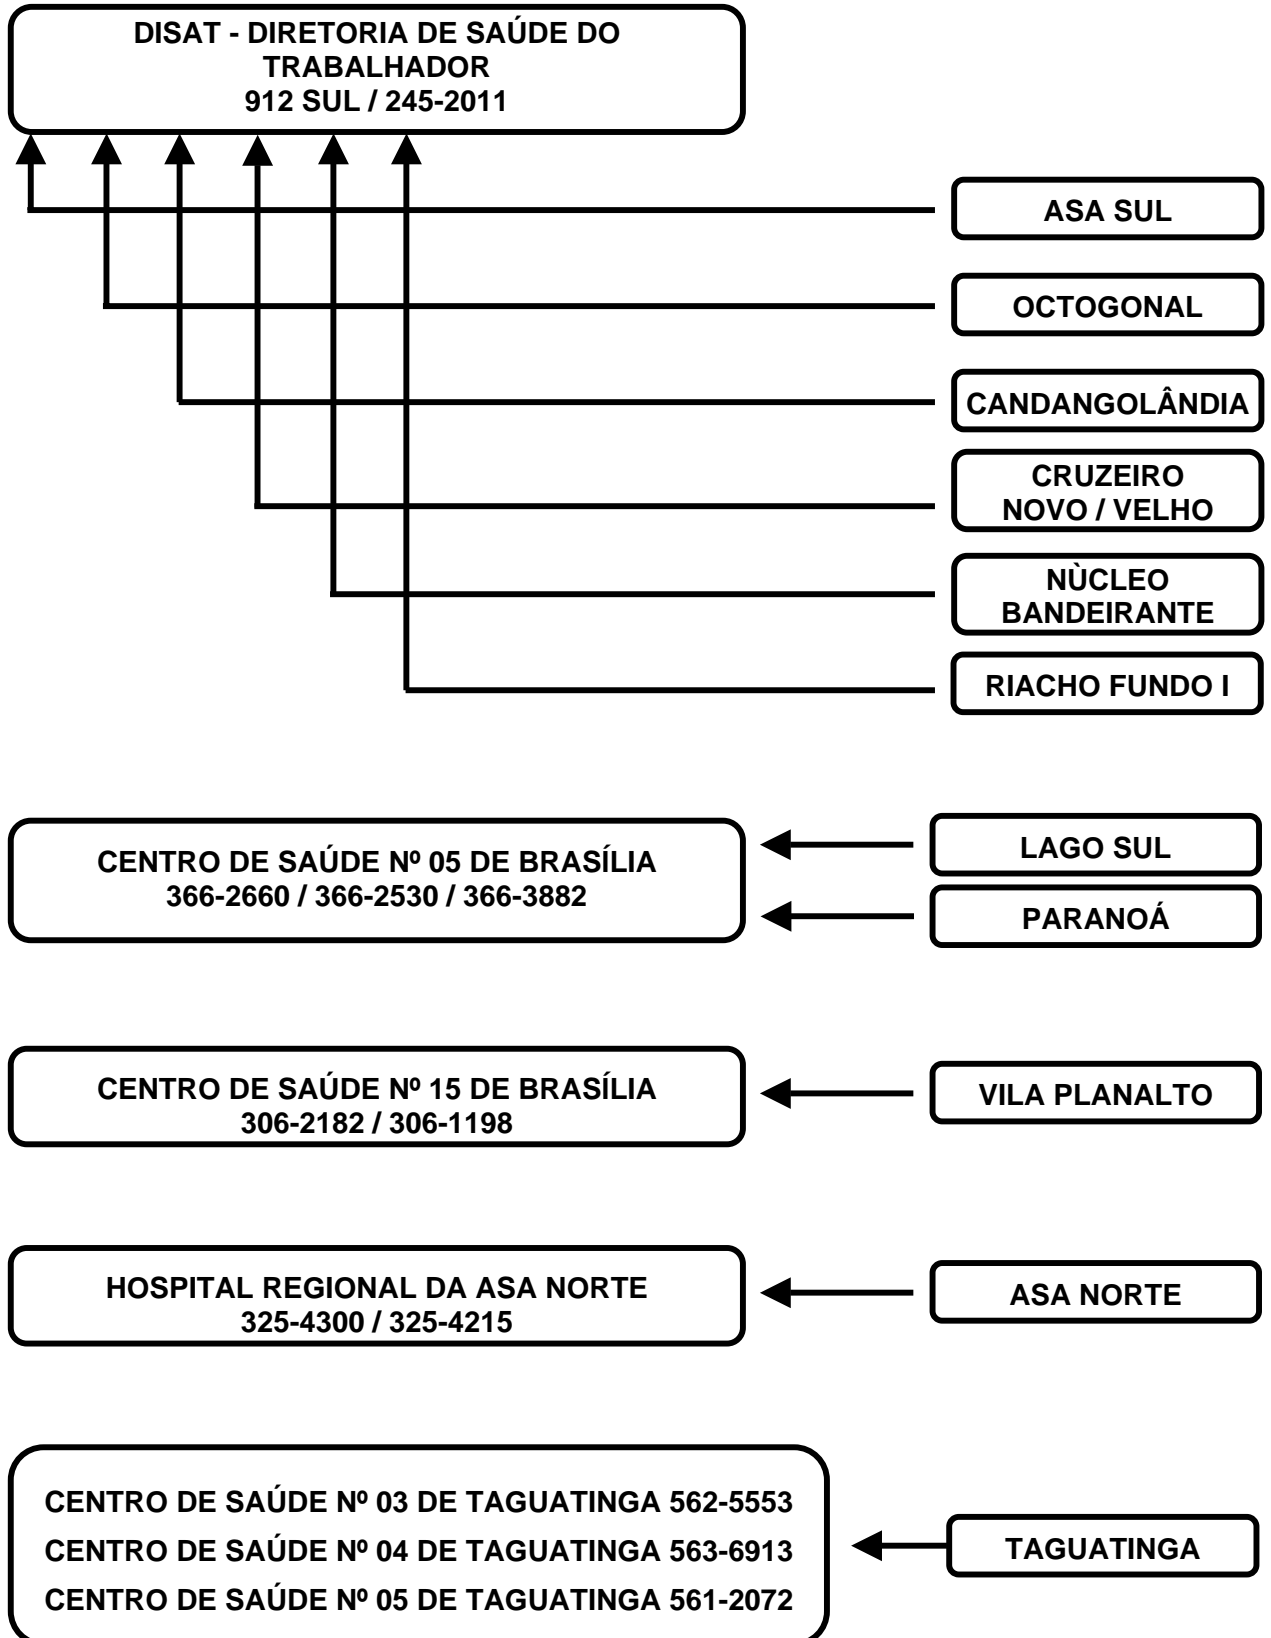 DISAT - DIRETORIA DE SAÚDE DO
TRABALHADOR
912 SUL / 245-2011
ASA SUL
OCTOGONAL
CANDANGOLÂNDIA
CRUZEIRO
NOVO / VELHO
NÙCLEO
BANDEIRANTE
RIACHO FUNDO I
CENTRO DE SAÚDE Nº 05 DE BRASÍLIA
366-2660 / 366-2530 / 366-3882
LAGO SUL
PARANOÁ
CENTRO DE SAÚDE Nº 15 DE BRASÍLIA
306-2182 / 306-1198
VILA PLANALTO
HOSPITAL REGIONAL DA ASA NORTE
325-4300 / 325-4215
ASA NORTE
CENTRO DE SAÚDE Nº 03 DE TAGUATINGA 562-5553
CENTRO DE SAÚDE Nº 04 DE TAGUATINGA 563-6913
CENTRO DE SAÚDE Nº 05 DE TAGUATINGA 561-2072
TAGUATINGA